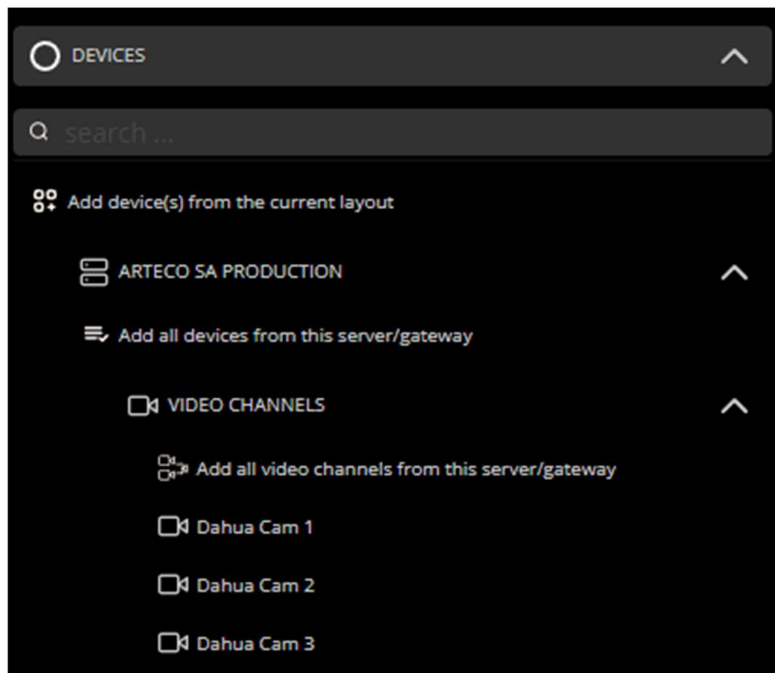 DEVICES
search ...
Add device(s) from the current layout
ARTECO SA PRODUCTION
Add all devices from this server/gateway
VIDEO CHANNELS
Add all video channels from this server/gateway
Dahua Cam 1
Dahua Cam 2
Dahua Cam 3